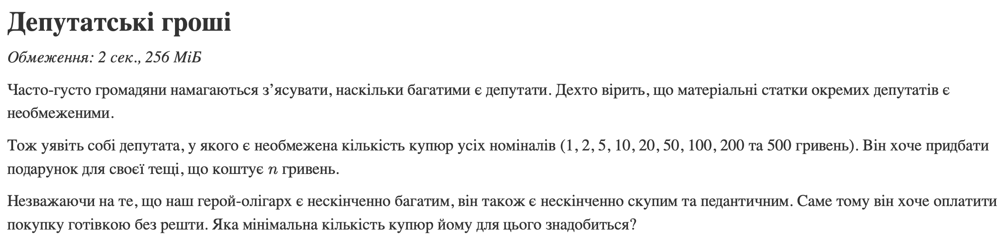 Депутатські гроші
Обмеження: 2 сек., 256 МіБ
Часто-густо громадяни намагаються з’ясувати, наскільки багатими є депутати. Дехто вірить, що матеріальні статки окремих депутатів є
необмеженими.
Тож уявіть собі депутата, у якого є необмежена кількість купюр усіх номіналів (1, 2, 5, 10, 20, 50, 100, 200 та 500 гривень). Він хоче придбати
подарунок для своєї тещі, що коштує n гривень.
Незважаючи на те, що наш герой-олігарх є нескінченно багатим, він також є нескінченно скупим та педантичним. Саме тому він хоче оплатити
покупку готівкою без решти. Яка мінімальна кількість купюр йому для цього знадобиться?